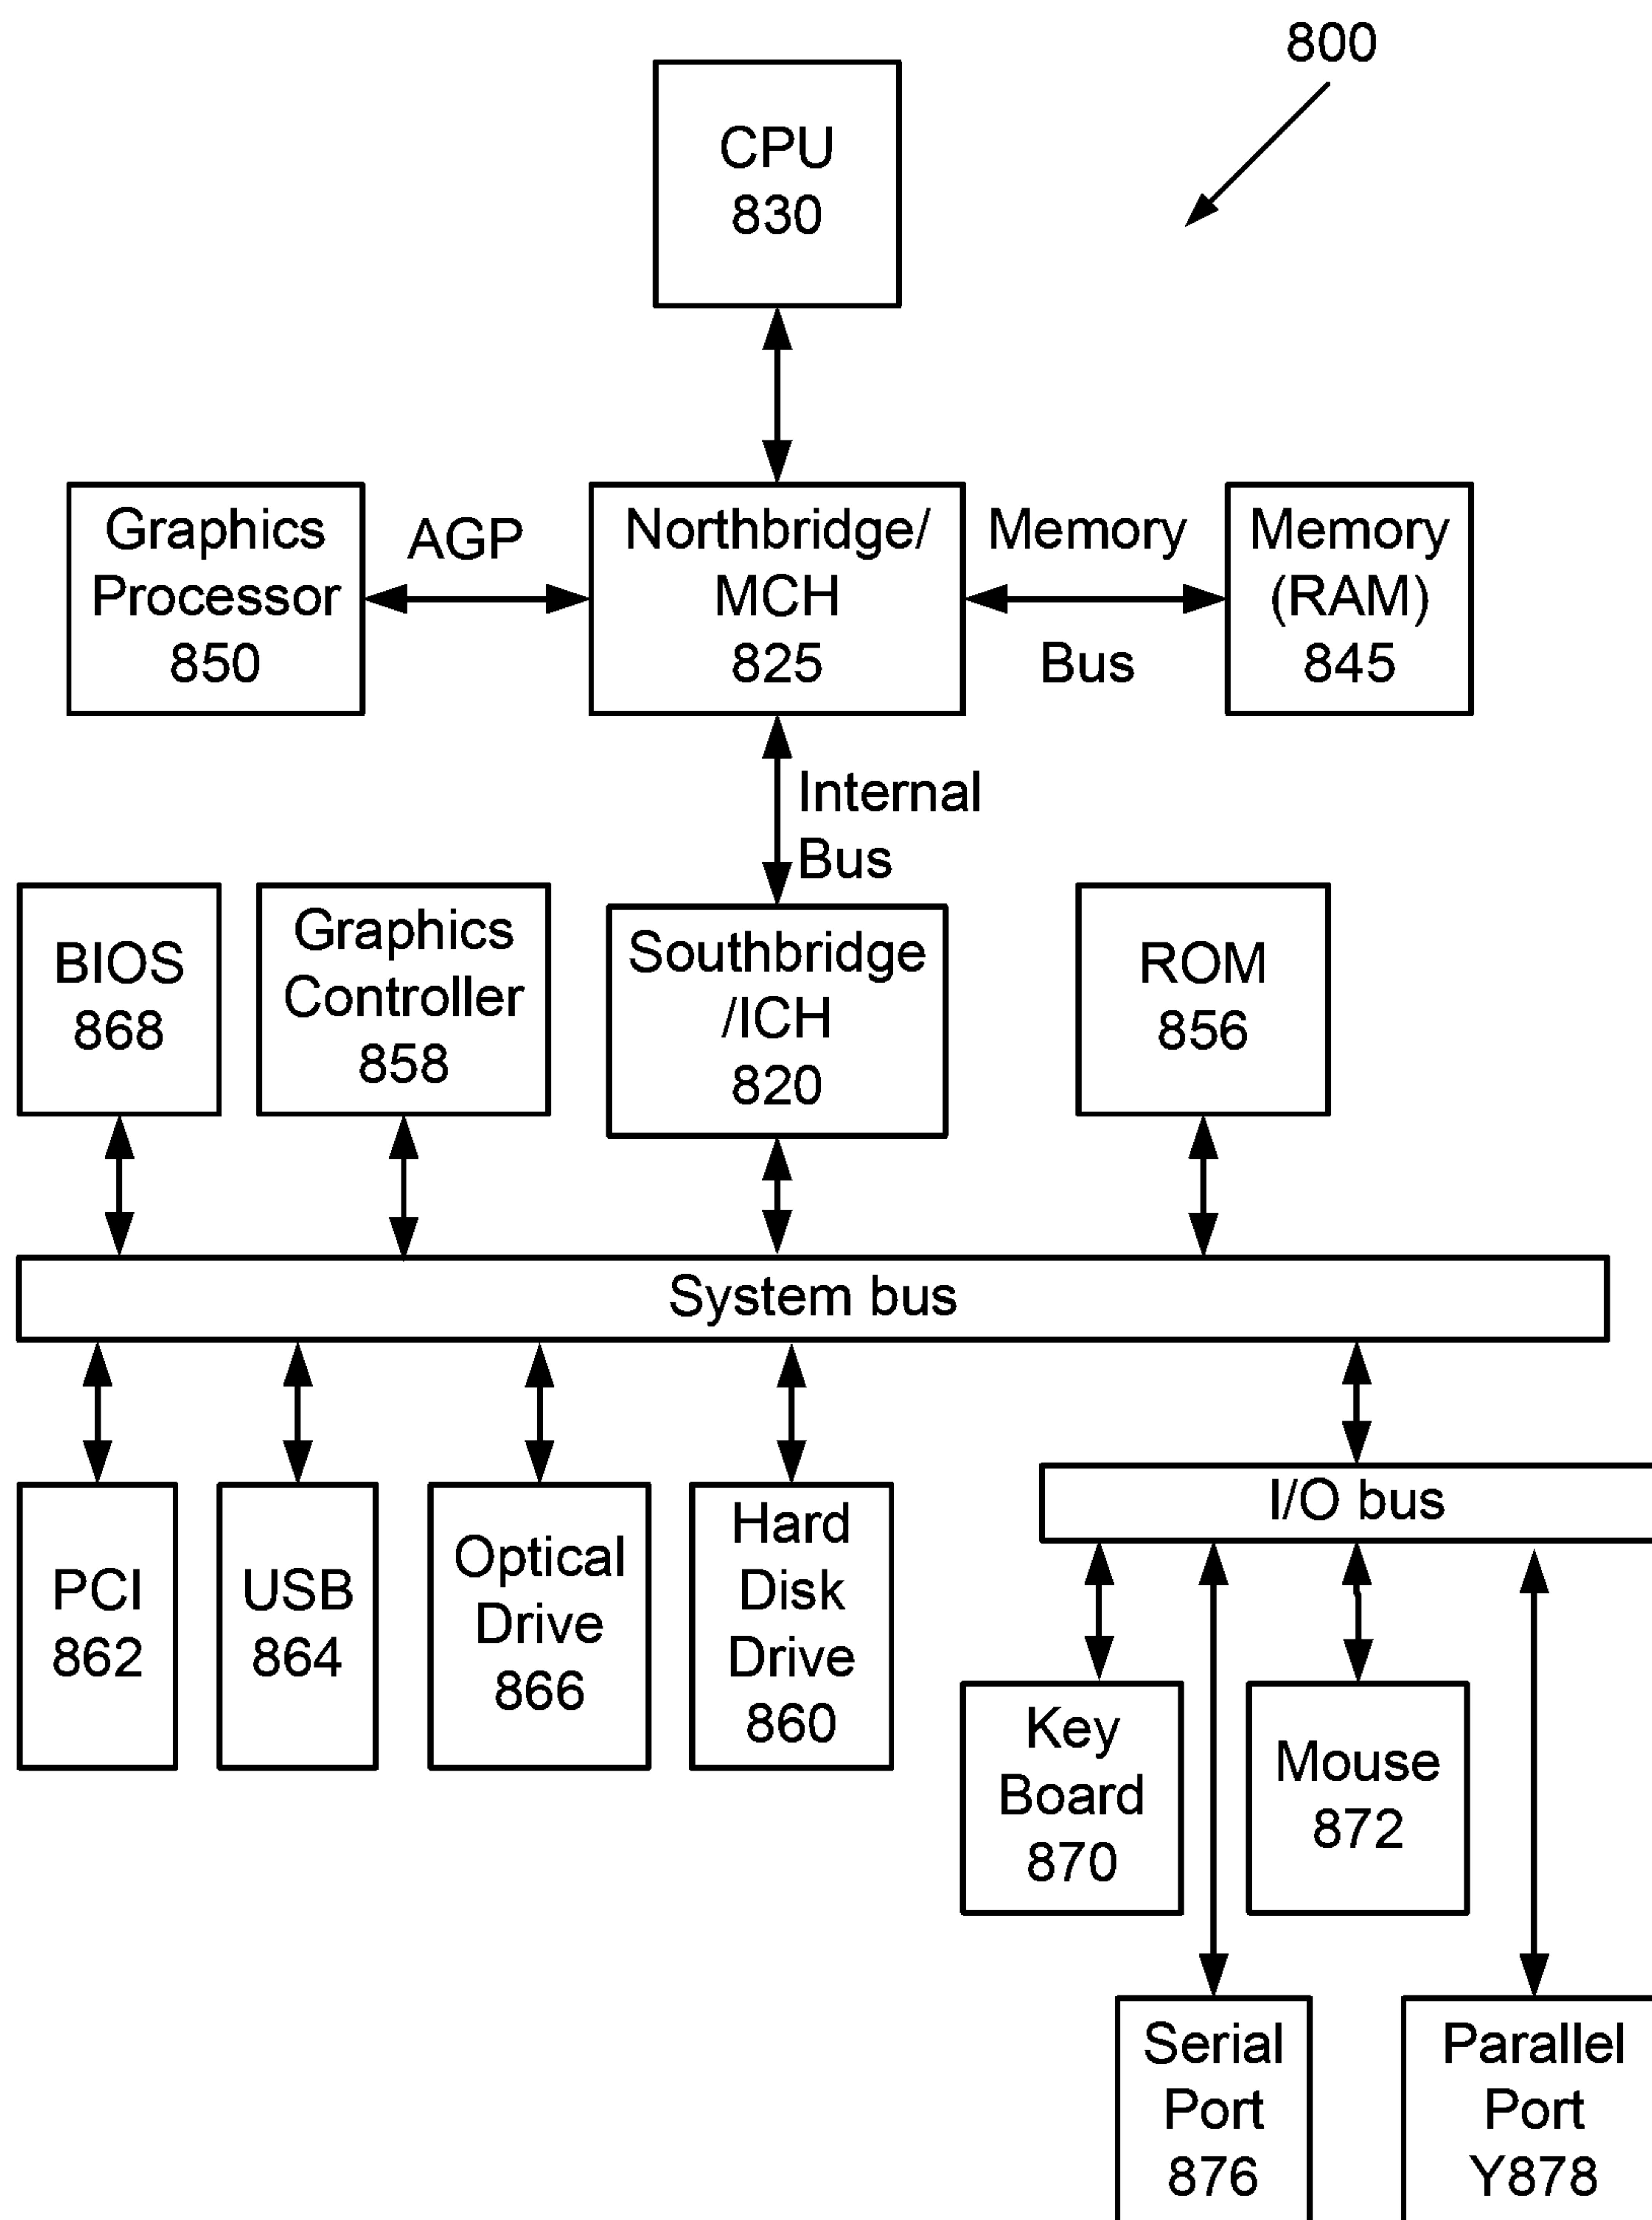 800
CPU
830
Graphics
Processor
850
AGP
Northbridge/
MCH
825
Memory
Bus
Memory
(RAM)
845
Internal
Bus
BIOS
868
Graphics
Controller
858
Southbridge
/ICH
820
ROM
856
System bus
PCI
862
USB
864
Optical
Drive
866
Hard
Disk
Drive
860
I/O bus
Key
Board
870
Mouse
872
Serial
Port
876
Parallel
Port
Y878